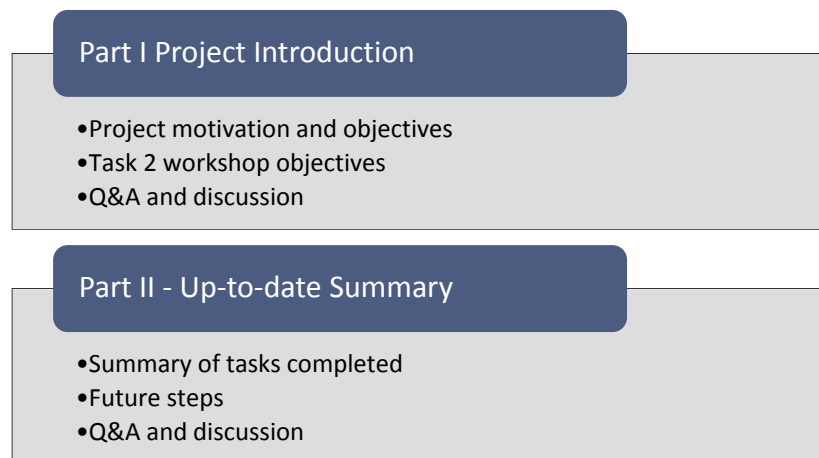 Part I Project Introduction
•Project motivation and objectives
•Task 2 workshop objectives
•Q&A and discussion
Part II - Up-to-date Summary
•Summary of tasks completed
•Future steps
•Q&A and discussion